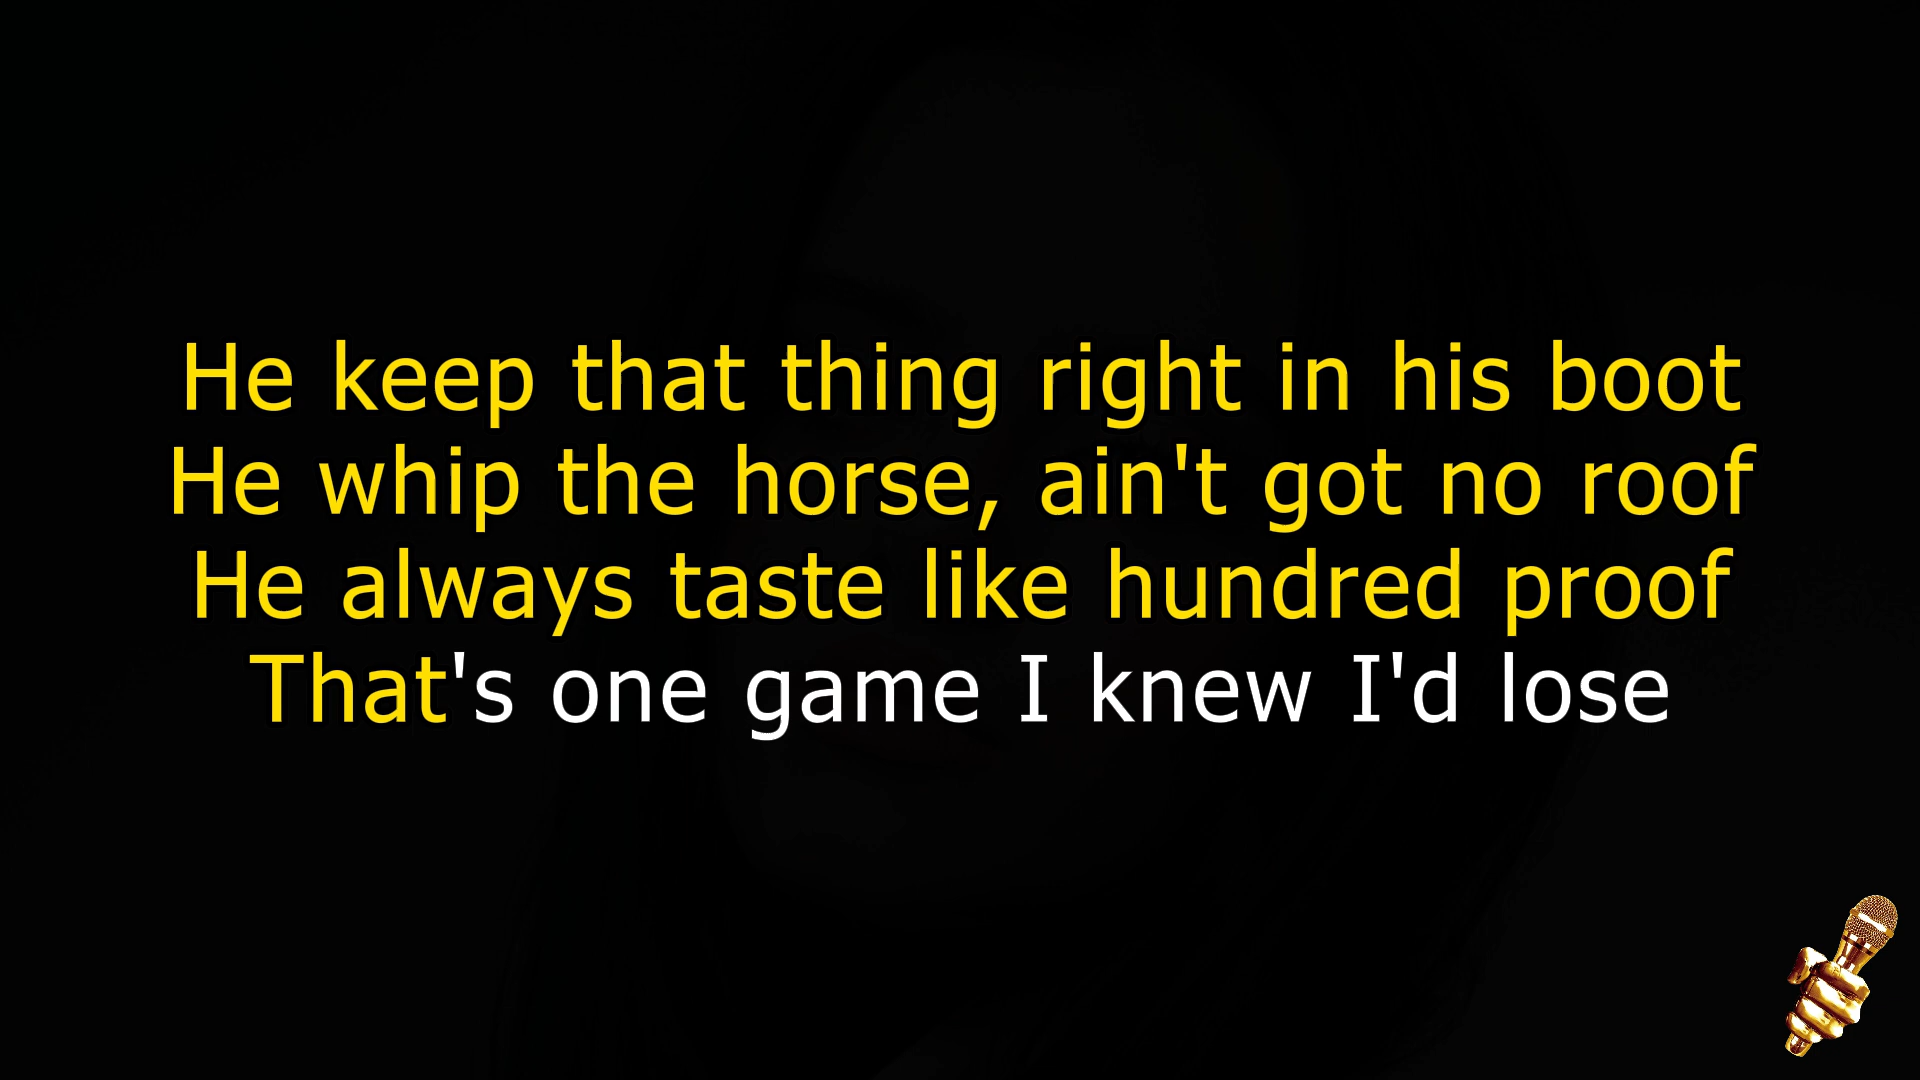 He keep that thing right in his boot
He whip the horse, ain't got no roof
He always taste like hundred proof
That's one game I knew I'd lose